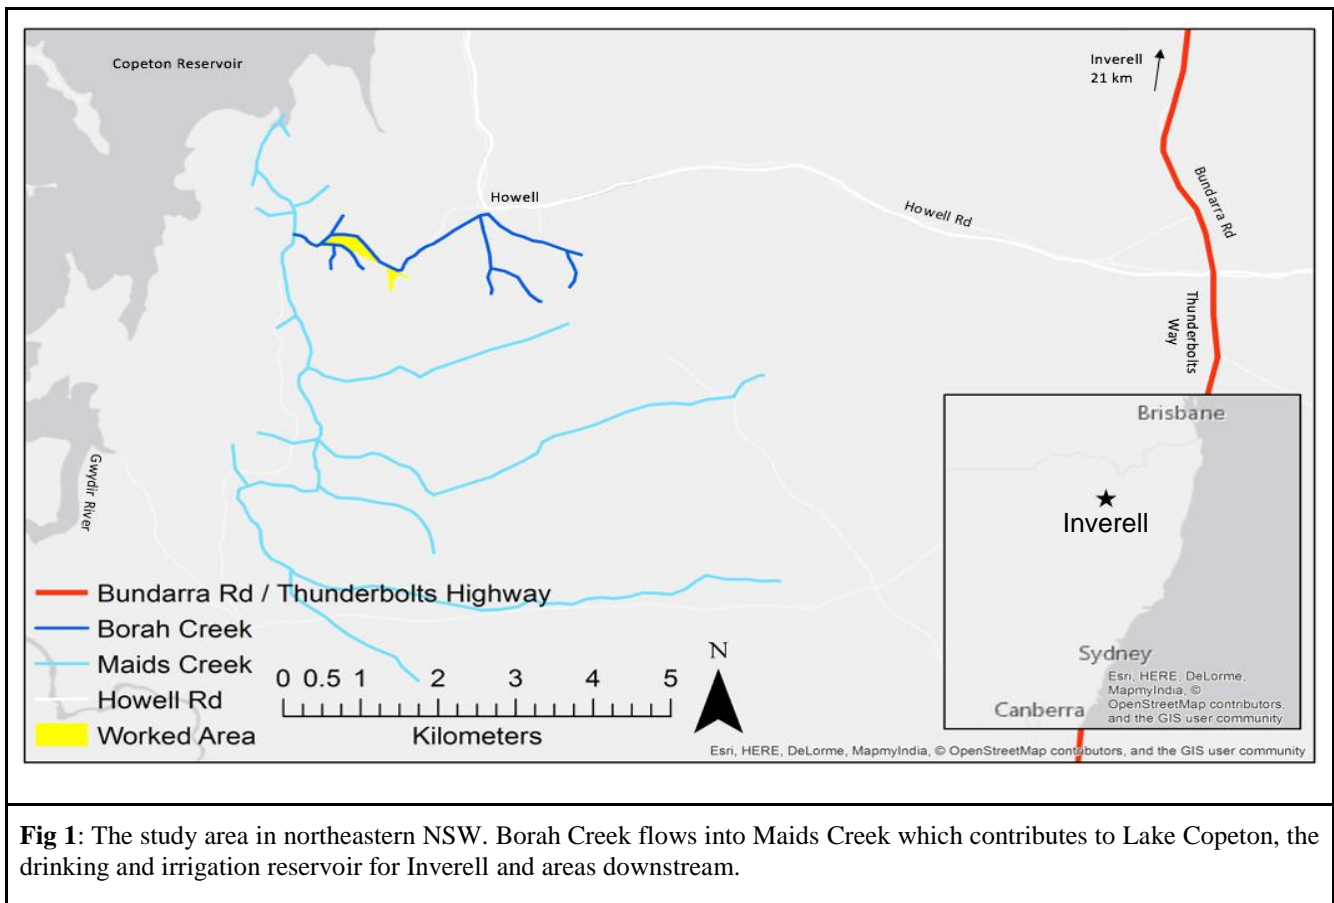 Copeton Reservoir
Inverell
21 km
Bundarra Rd
Howell
Howell Rd
Thunderbolts
Way
Gwydir River
Brisbane
Inverell
Sydney
Canberra
Esri, HERE, DeLorme,
MapmyIndia, ©
OpenStreetMap contributors,
and the GIS user community
Bundarra Rd / Thunderbolts Highway
Borah Creek
Maids Creek
Howell Rd
Worked Area
0 0.5 1 2 3 4 5
Kilometers
N
Esri, HERE, DeLorme, MapmyIndia, © OpenStreetMap contributors, and the GIS user community
Fig 1: The study area in northeastern NSW. Borah Creek flows into Maids Creek which contributes to Lake Copeton, the
drinking and irrigation reservoir for Inverell and areas downstream.